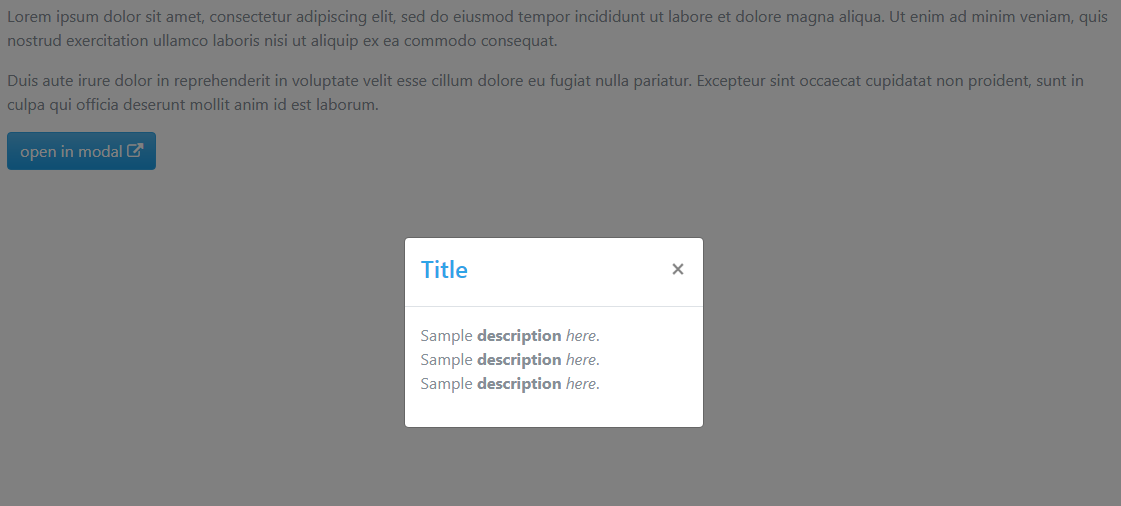 Lorem ipsum dolor sit amet, consectetur adipiscing elit, sed do eiusmod tempor incididunt ut labore et dolore magna aliqua. Ut enim ad minim veniam, quis
nostrud exercitation ullamco laboris nisi ut aliquip ex ea commodo consequat.
Duis aute irure dolor in reprehenderit in voluptate velit esse cillum dolore eu fugiat nulla pariatur. Excepteur sint occaecat cupidatat non proident, sunt in
culpa qui officia deserunt mollit anim id est laborum.
open in modal
Title ×
Sample description here.
Sample description here.
Sample description here.